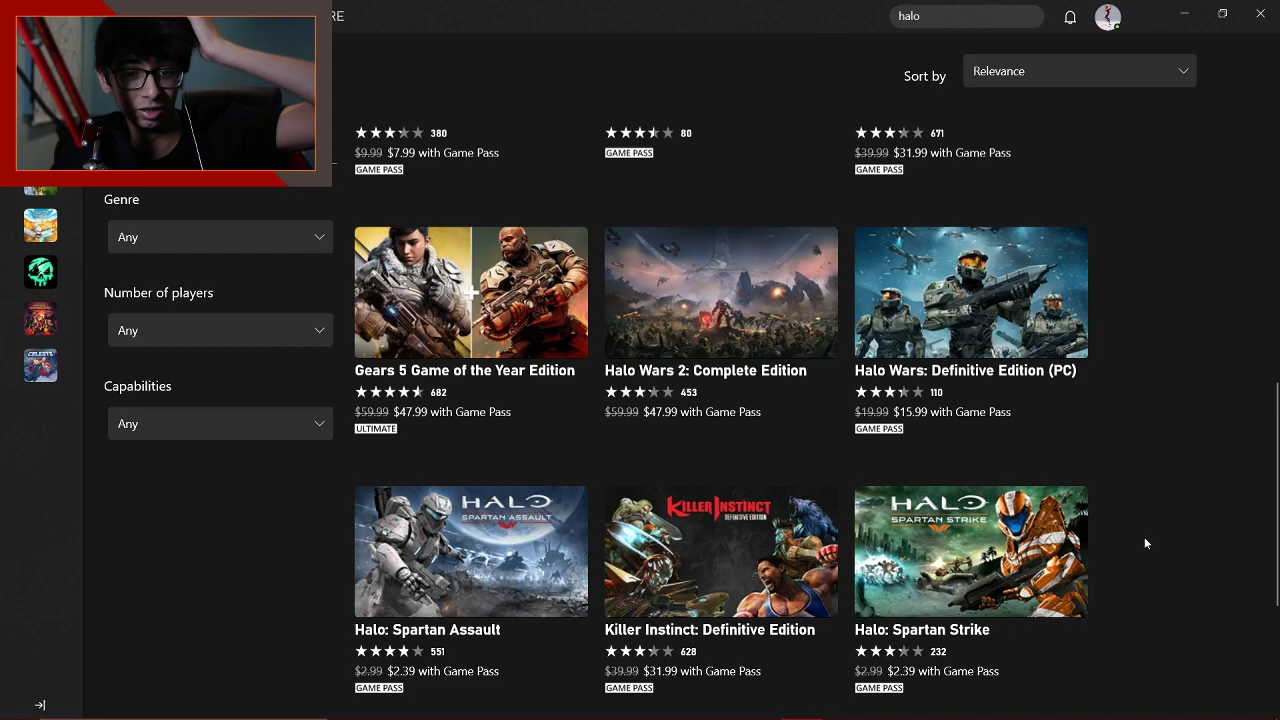 RE
halo
Sort by
Relevance
380
$9.99 $7.99 with Game Pass
GAME PASS
80
GAME PASS
671
$39.99 $31.99 with Game Pass
GAME PASS
Genre
Any
Number of players
Any
Capabilities
Any
CELESTE
Gears 5 Game of the Year Edition
682
$59.99 $47.99 with Game Pass
ULTIMATE
Halo Wars 2: Complete Edition
453
$59.99 $47.99 with Game Pass
Halo Wars: Definitive Edition (PC)
110
$19.99 $15.99 with Game Pass
GAME PASS
HALO
SPARTAN ASSAULT
Halo: Spartan Assault
551
$2.99 $2.39 with Game Pass
GAME PASS
KILLER INSTINCT
DEFINITIVE EDITION
Killer Instinct: Definitive Edition
628
$39.99 $31.99 with Game Pass
GAME PASS
HALO
SPARTAN STRIKE
Halo: Spartan Strike
232
$2.99 $2.39 with Game Pass
GAME PASS